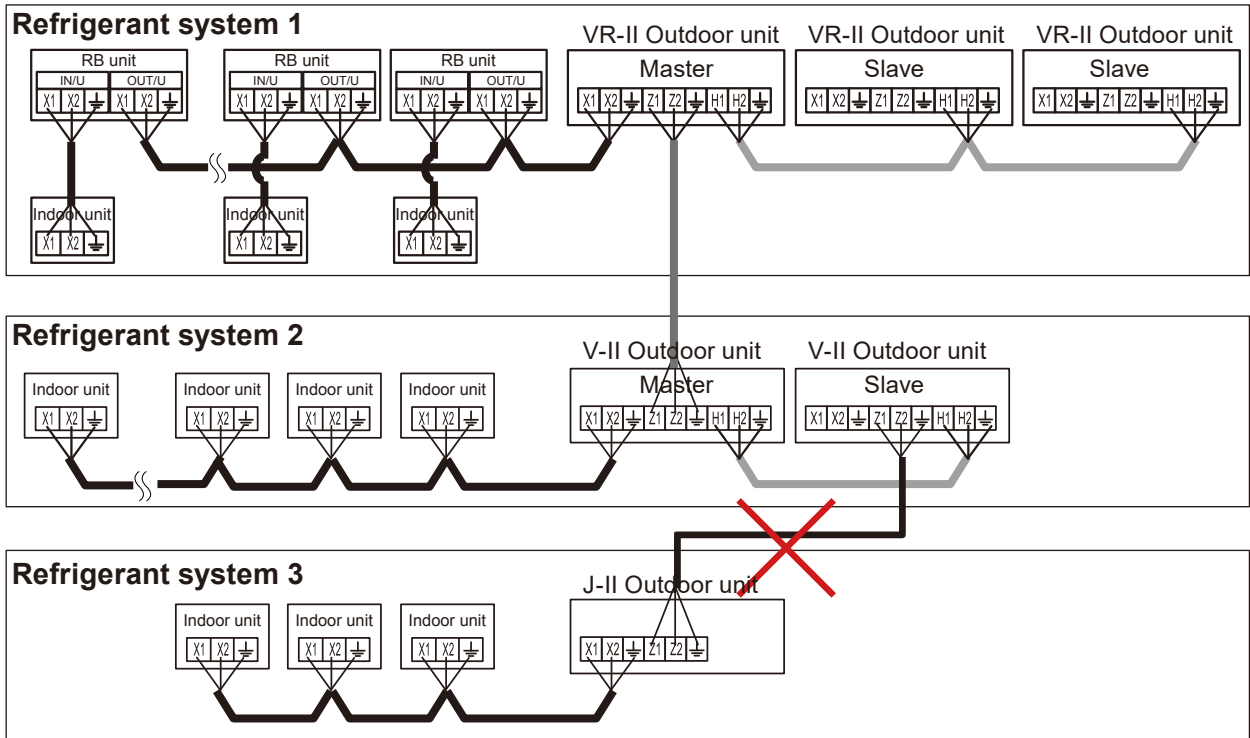 Refrigerant system 1
VR-II Outdoor unit VR-II Outdoor unit VR-II Outdoor unit
RB unit RB unit RB unit Master Slave Slave
IN/U OUT/U IN/U OUT/U IN/U OUT/U
X1 X2 X1 X2 X1 X2 X1 X2 X1 X2 X1 X2 X1 X2 Z1 Z2 H1 H2 X1 X2 Z1 Z2 H1 H2 X1 X2 Z1 Z2 H1 H2
Indoor unit Indoor unit Indoor unit
X1 X2 X1 X2 X1 X2
Refrigerant system 2
V-II Outdoor unit V-II Outdoor unit
Indoor unit Indoor unit Indoor unit Indoor unit Master Slave
X1 X2 X1 X2 X1 X2 X1 X2 X1 X2 Z1 Z2 H1 H2 X1 X2 Z1 Z2 H1 H2
Refrigerant system 3
J-II Outdoor unit
Indoor unit Indoor unit Indoor unit
X1 X2 X1 X2 X1 X2 X1 X2 Z1 Z2